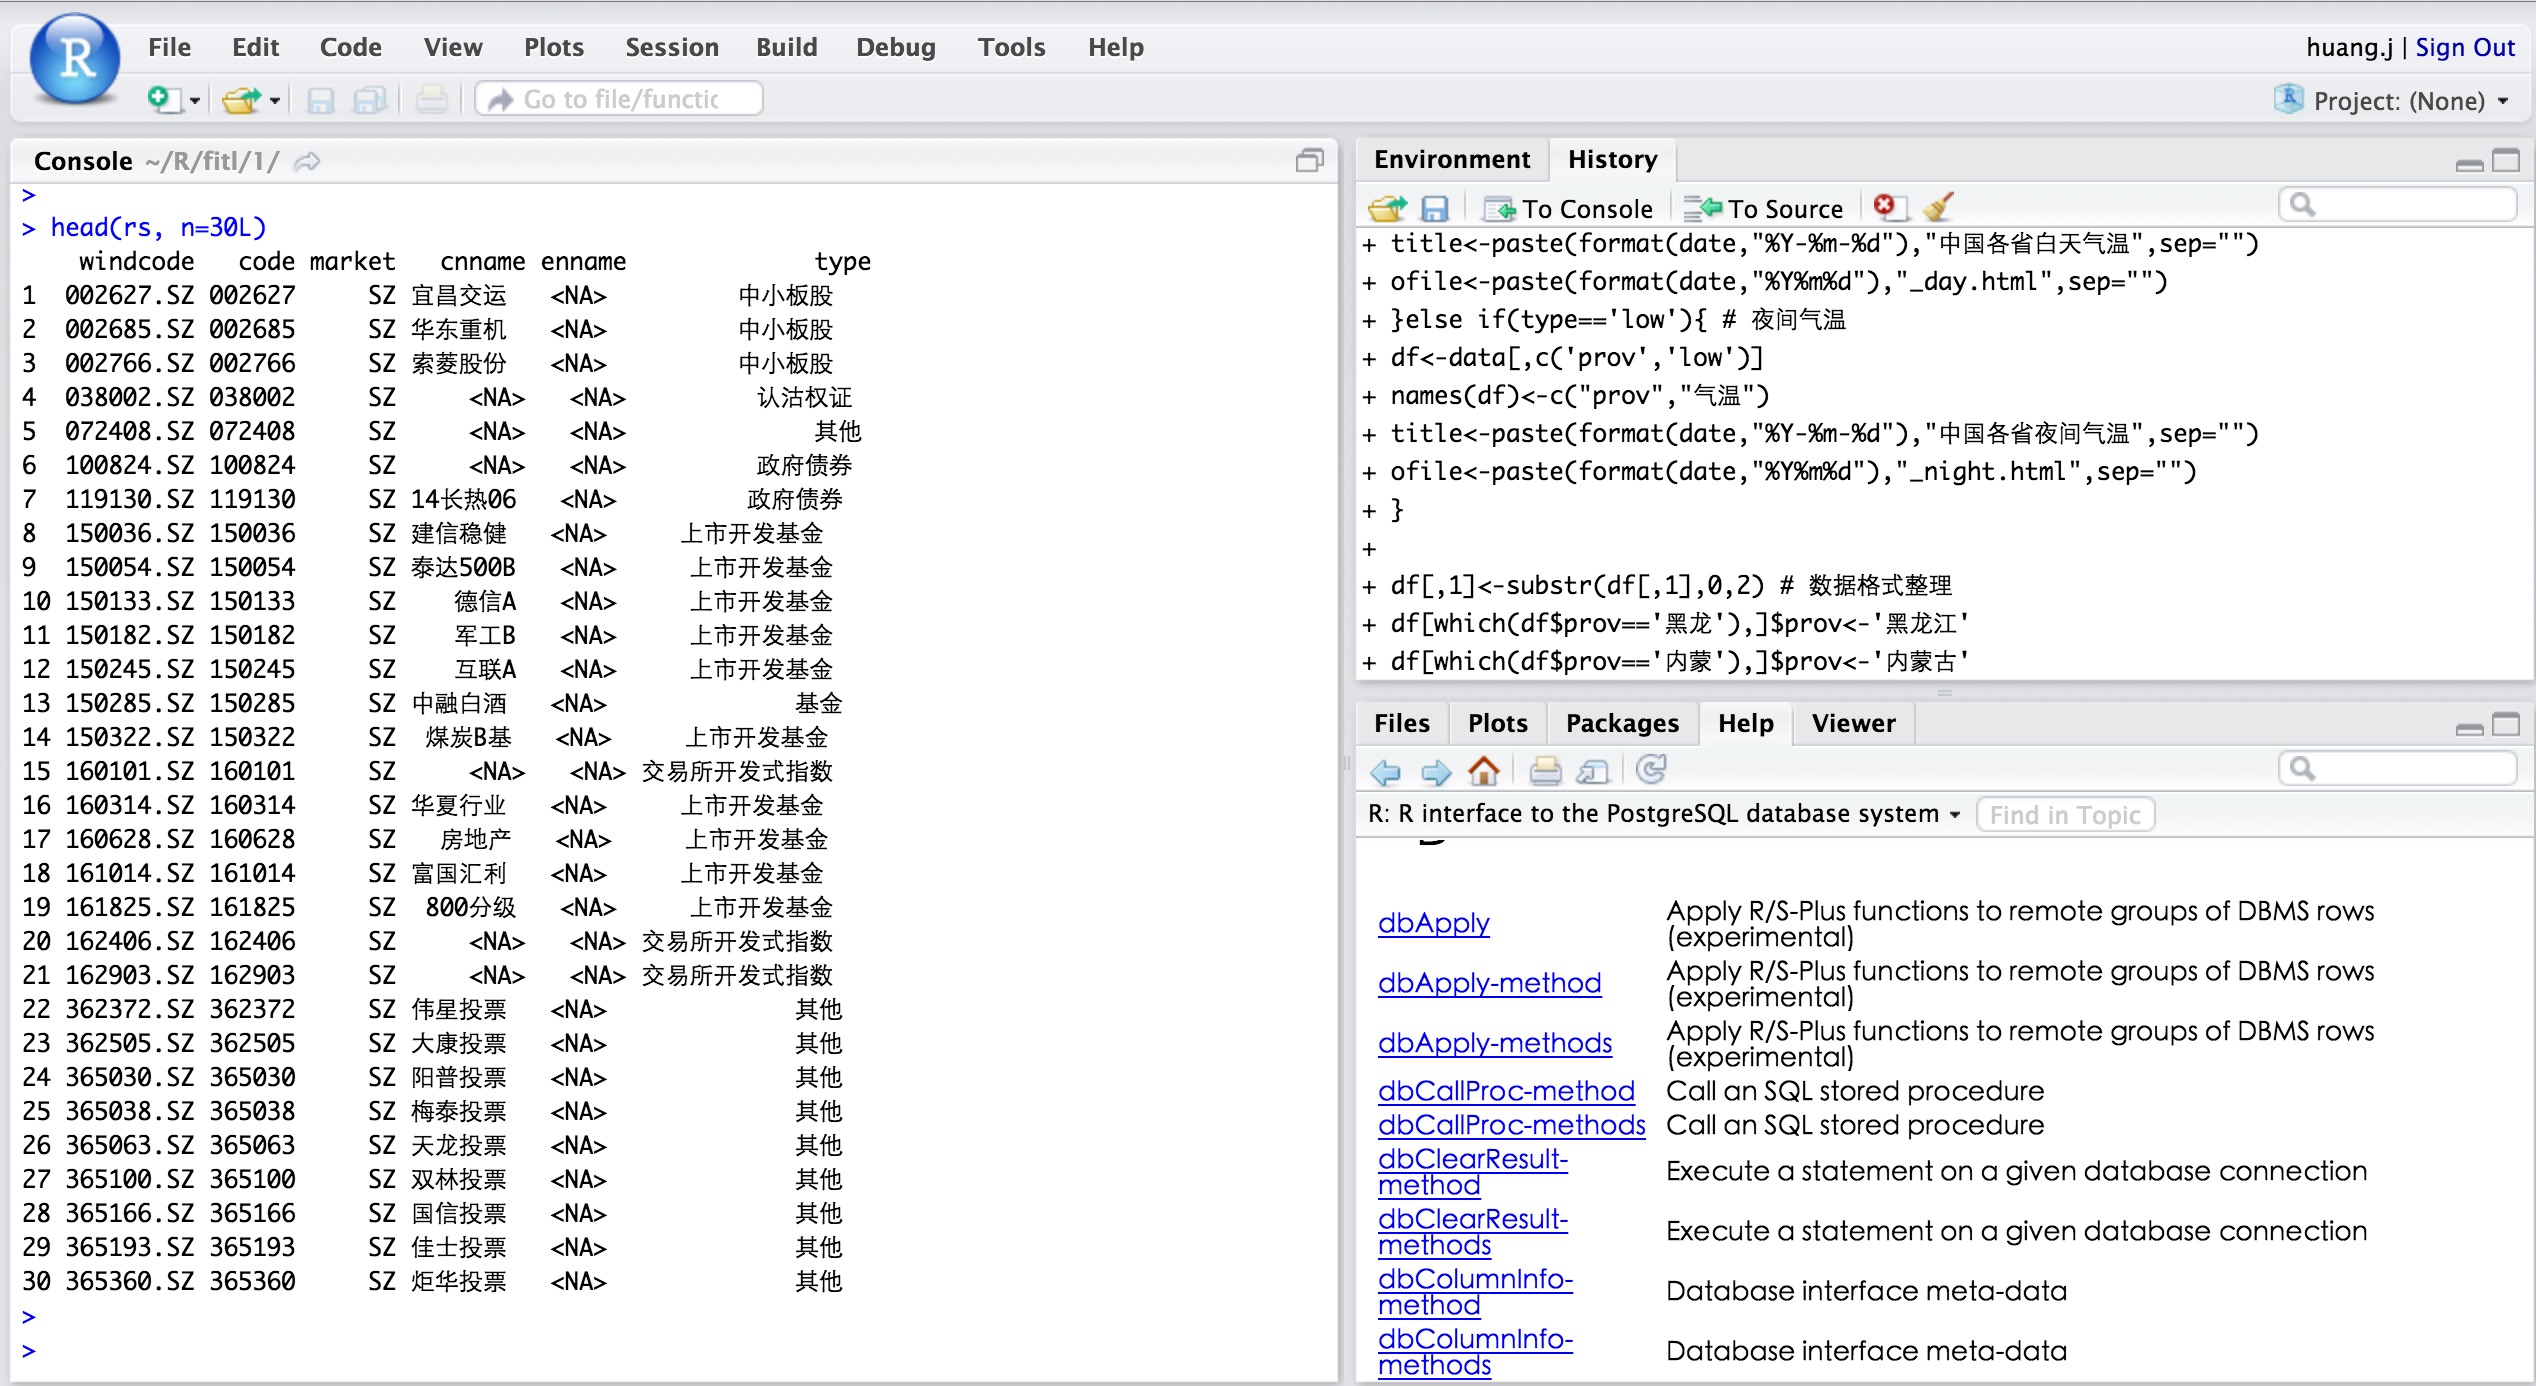 File Edit Code View Plots Session Build Debug Tools Help
huang.j | Sign Out
Go to file/functic
Project: (None)
Console ~/R/fitl/1/
>
> head(rs, n=30L)
windcode code market cnname enname type
1 002627.SZ 002627 SZ 宜昌交运 <NA> 中小板股
2 002685.SZ 002685 SZ 华东重机 <NA> 中小板股
3 002766.SZ 002766 SZ 索菱股份 <NA> 中小板股
4 038002.SZ 038002 SZ <NA> <NA> 认沽权证
5 072408.SZ 072408 SZ <NA> <NA> 其他
6 100824.SZ 100824 SZ <NA> <NA> 政府债券
7 119130.SZ 119130 SZ 14长热06 <NA> 政府债券
8 150036.SZ 150036 SZ 建信稳健 <NA> 上市开发基金
9 150054.SZ 150054 SZ 泰达500B <NA> 上市开发基金
10 150133.SZ 150133 SZ 德信A <NA> 上市开发基金
11 150182.SZ 150182 SZ 军工B <NA> 上市开发基金
12 150245.SZ 150245 SZ 互联A <NA> 上市开发基金
13 150285.SZ 150285 SZ 中融白酒 <NA> 基金
14 150322.SZ 150322 SZ 煤炭B基 <NA> 上市开发基金
15 160101.SZ 160101 SZ <NA> <NA> 交易所开发式指数
16 160314.SZ 160314 SZ 华夏行业 <NA> 上市开发基金
17 160628.SZ 160628 SZ 房地产 <NA> 上市开发基金
18 161014.SZ 161014 SZ 富国汇利 <NA> 上市开发基金
19 161825.SZ 161825 SZ 800分级 <NA> 上市开发基金
20 162406.SZ 162406 SZ <NA> <NA> 交易所开发式指数
21 162903.SZ 162903 SZ <NA> <NA> 交易所开发式指数
22 362372.SZ 362372 SZ 伟星投票 <NA> 其他
23 362505.SZ 362505 SZ 大康投票 <NA> 其他
24 365030.SZ 365030 SZ 阳普投票 <NA> 其他
25 365038.SZ 365038 SZ 梅泰投票 <NA> 其他
26 365063.SZ 365063 SZ 天龙投票 <NA> 其他
27 365100.SZ 365100 SZ 双林投票 <NA> 其他
28 365166.SZ 365166 SZ 国信投票 <NA> 其他
29 365193.SZ 365193 SZ 佳士投票 <NA> 其他
30 365360.SZ 365360 SZ 炬华投票 <NA> 其他
>
>
Environment History
To Console To Source
+ title<-paste(format(date,"%Y-%m-%d"),"中国各省白天气温",sep="")
+ ofile<-paste(format(date,"%Y%m%d"),"_day.html",sep="")
+ }else if(type=='low'){ # 夜间气温
+ df<-data[,c('prov','low')]
+ names(df)<-c("prov","气温")
+ title<-paste(format(date,"%Y-%m-%d"),"中国各省夜间气温",sep="")
+ ofile<-paste(format(date,"%Y%m%d"),"_night.html",sep="")
+ }
+
+ df[,1]<-substr(df[,1],0,2) # 数据格式整理
+ df[which(df$prov=='黑龙'),]$prov<-'黑龙江'
+ df[which(df$prov=='内蒙'),]$prov<-'内蒙古'
Files Plots Packages Help Viewer
R: R interface to the PostgreSQL database system Find in Topic
dbApply Apply R/S-Plus functions to remote groups of DBMS rows
(experimental)
dbApply-method Apply R/S-Plus functions to remote groups of DBMS rows
(experimental)
dbApply-methods Apply R/S-Plus functions to remote groups of DBMS rows
(experimental)
dbCallProc-method Call an SQL stored procedure
dbCallProc-methods Call an SQL stored procedure
dbClearResult-
method Execute a statement on a given database connection
dbClearResult-
methods Execute a statement on a given database connection
dbColumnInfo-
method Database interface meta-data
dbColumnInfo-
methods Database interface meta-data